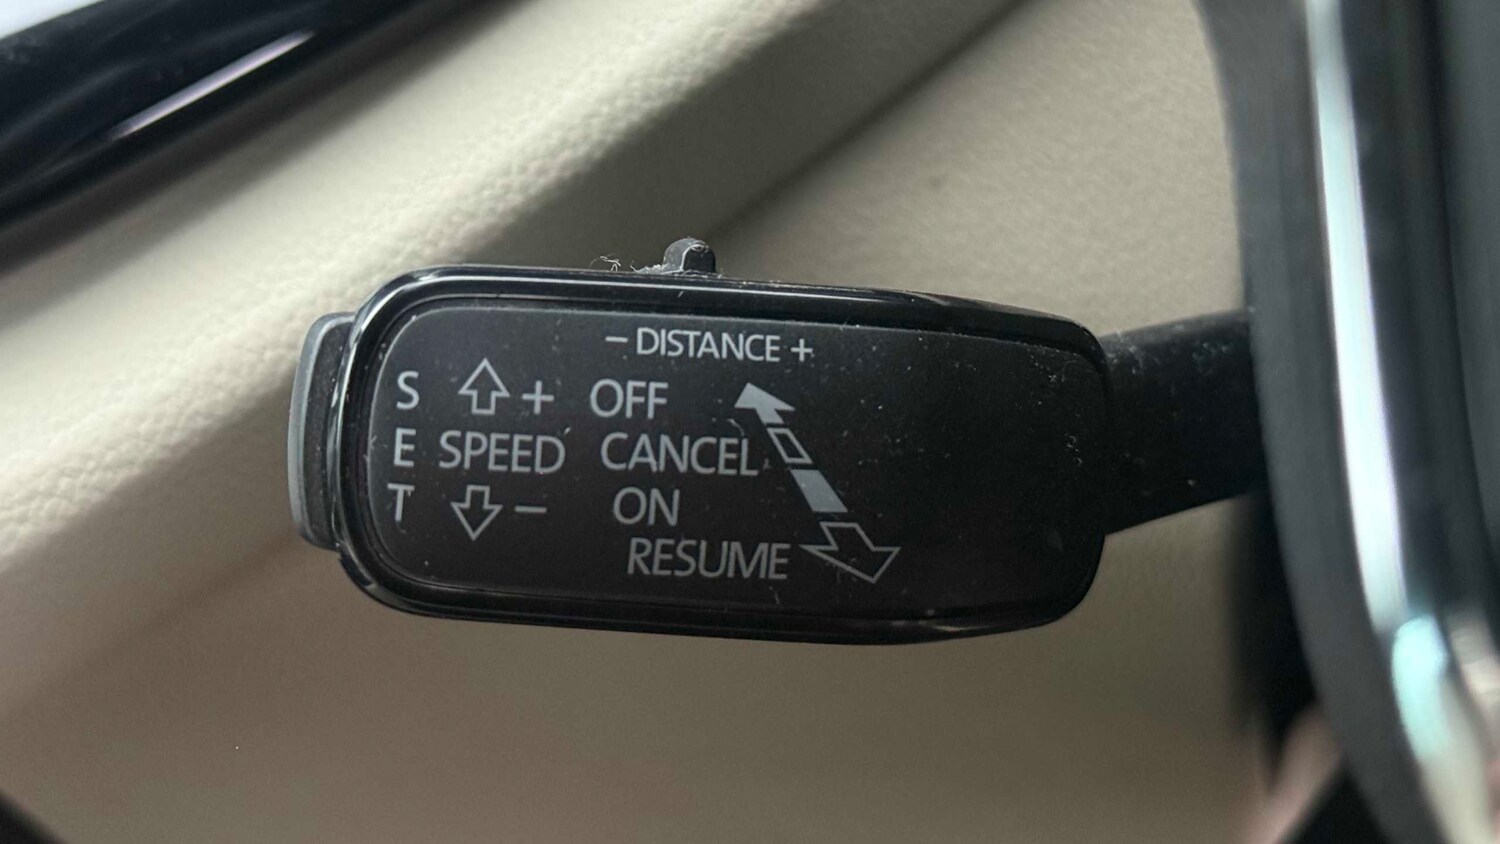 – DISTANCE +
S + OFF
E SPEED CANCEL
T – ON
RESUME